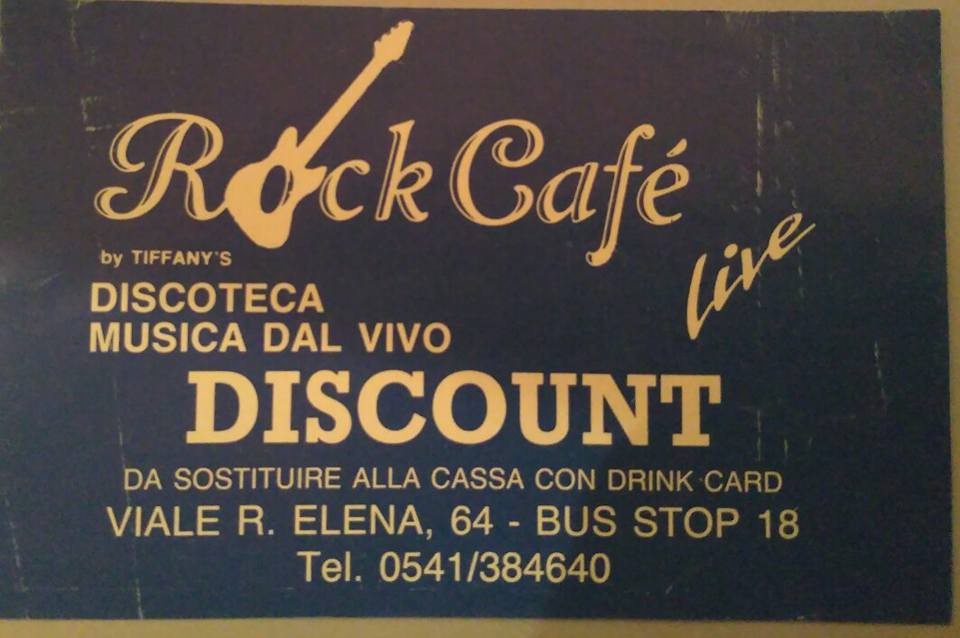 Rock Café
live
by TIFFANY'S
DISCOTECA
MUSICA DAL VIVO
DISCOUNT
DA SOSTITUIRE ALLA CASSA CON DRINK CARD
VIALE R. ELENA, 64 - BUS STOP 18
Tel. 0541/384640